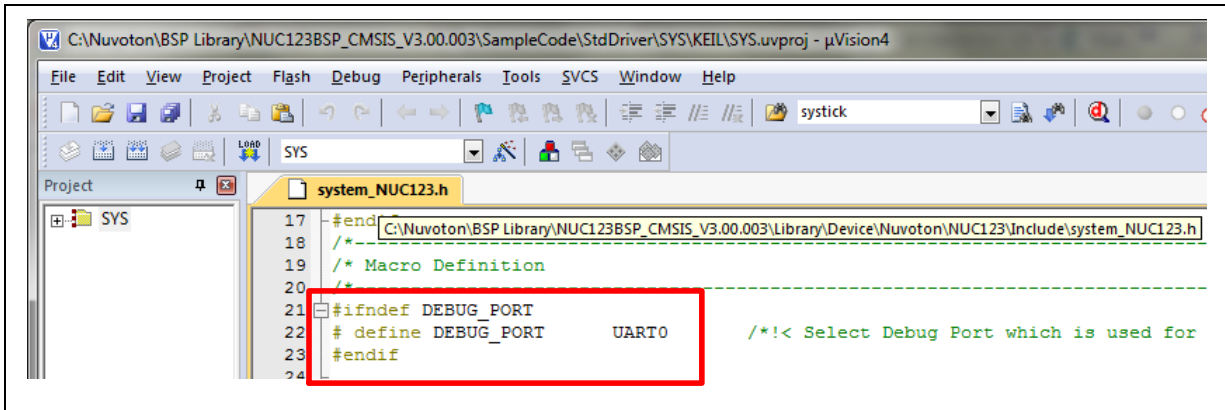 C:\Nuvoton\BSP Library\NUC123BSP_CMSIS_V3.00.003\SampleCode\StdDriver\SYS\KEIL\SYS.uvproj - µVision4
File Edit View Project Flash Debug Peripherals Tools SVCS Window Help
systick
LOAD SYS
Project system_NUC123.h
SYS
17 #end
C:\Nuvoton\BSP Library\NUC123BSP_CMSIS_V3.00.003\Library\Device\Nuvoton\NUC123\Include\system_NUC123.h
18 /*---------------------------------------------------------------------------
19 /* Macro Definition
20 /*---------------------------------------------------------------------------
21 #ifndef DEBUG_PORT
22 # define DEBUG_PORT UART0 /*!< Select Debug Port which is used for
23 #endif
24